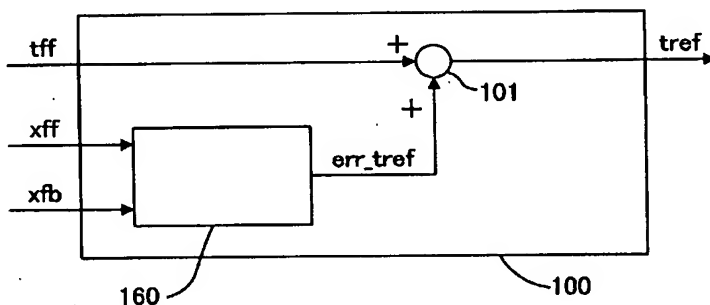 tff
+
tref
101
+
xff
err_tref
xfb
160
100